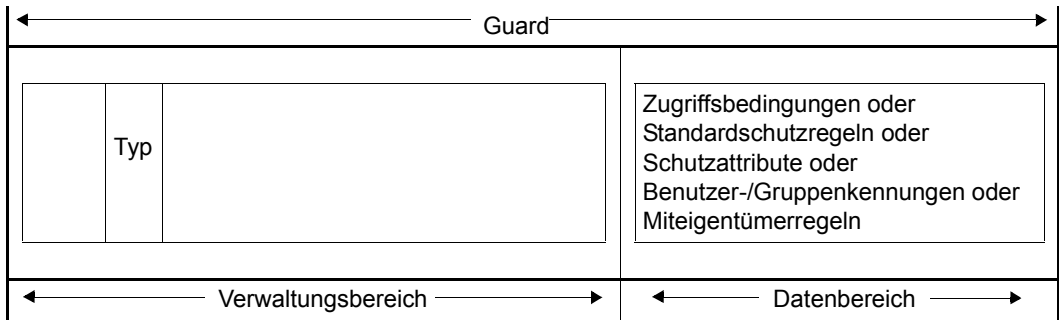 Guard
Typ
Zugriffsbedingungen oder
Standardschutzregeln oder
Schutzattribute oder
Benutzer-/Gruppenkennungen oder
Miteigentümerregeln
Verwaltungsbereich
Datenbereich